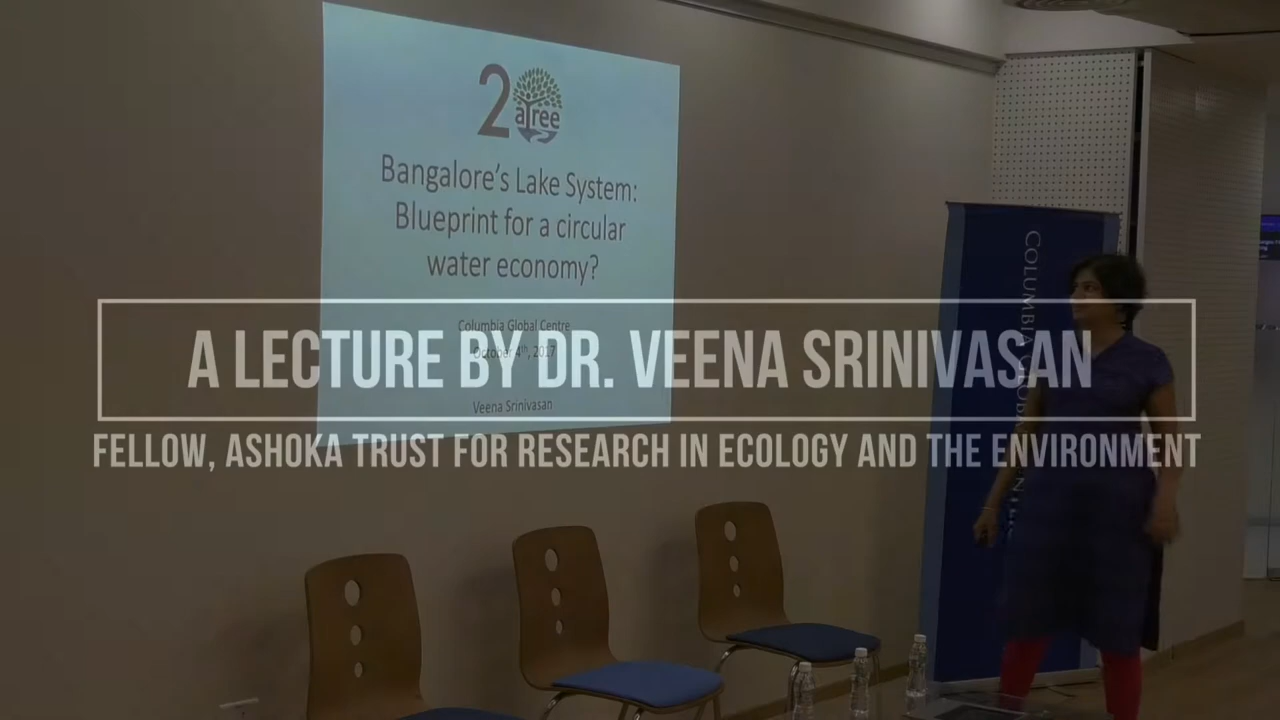 20
atree
Bangalore's Lake System:
Blueprint for a circular
water economy?
Columbia Global Centre
October 4th, 2017
Veena Srinivasan
A LECTURE BY DR. VEENA SRINIVASAN
FELLOW, ASHOKA TRUST FOR RESEARCH IN ECOLOGY AND THE ENVIRONMENT
COLUMBIA